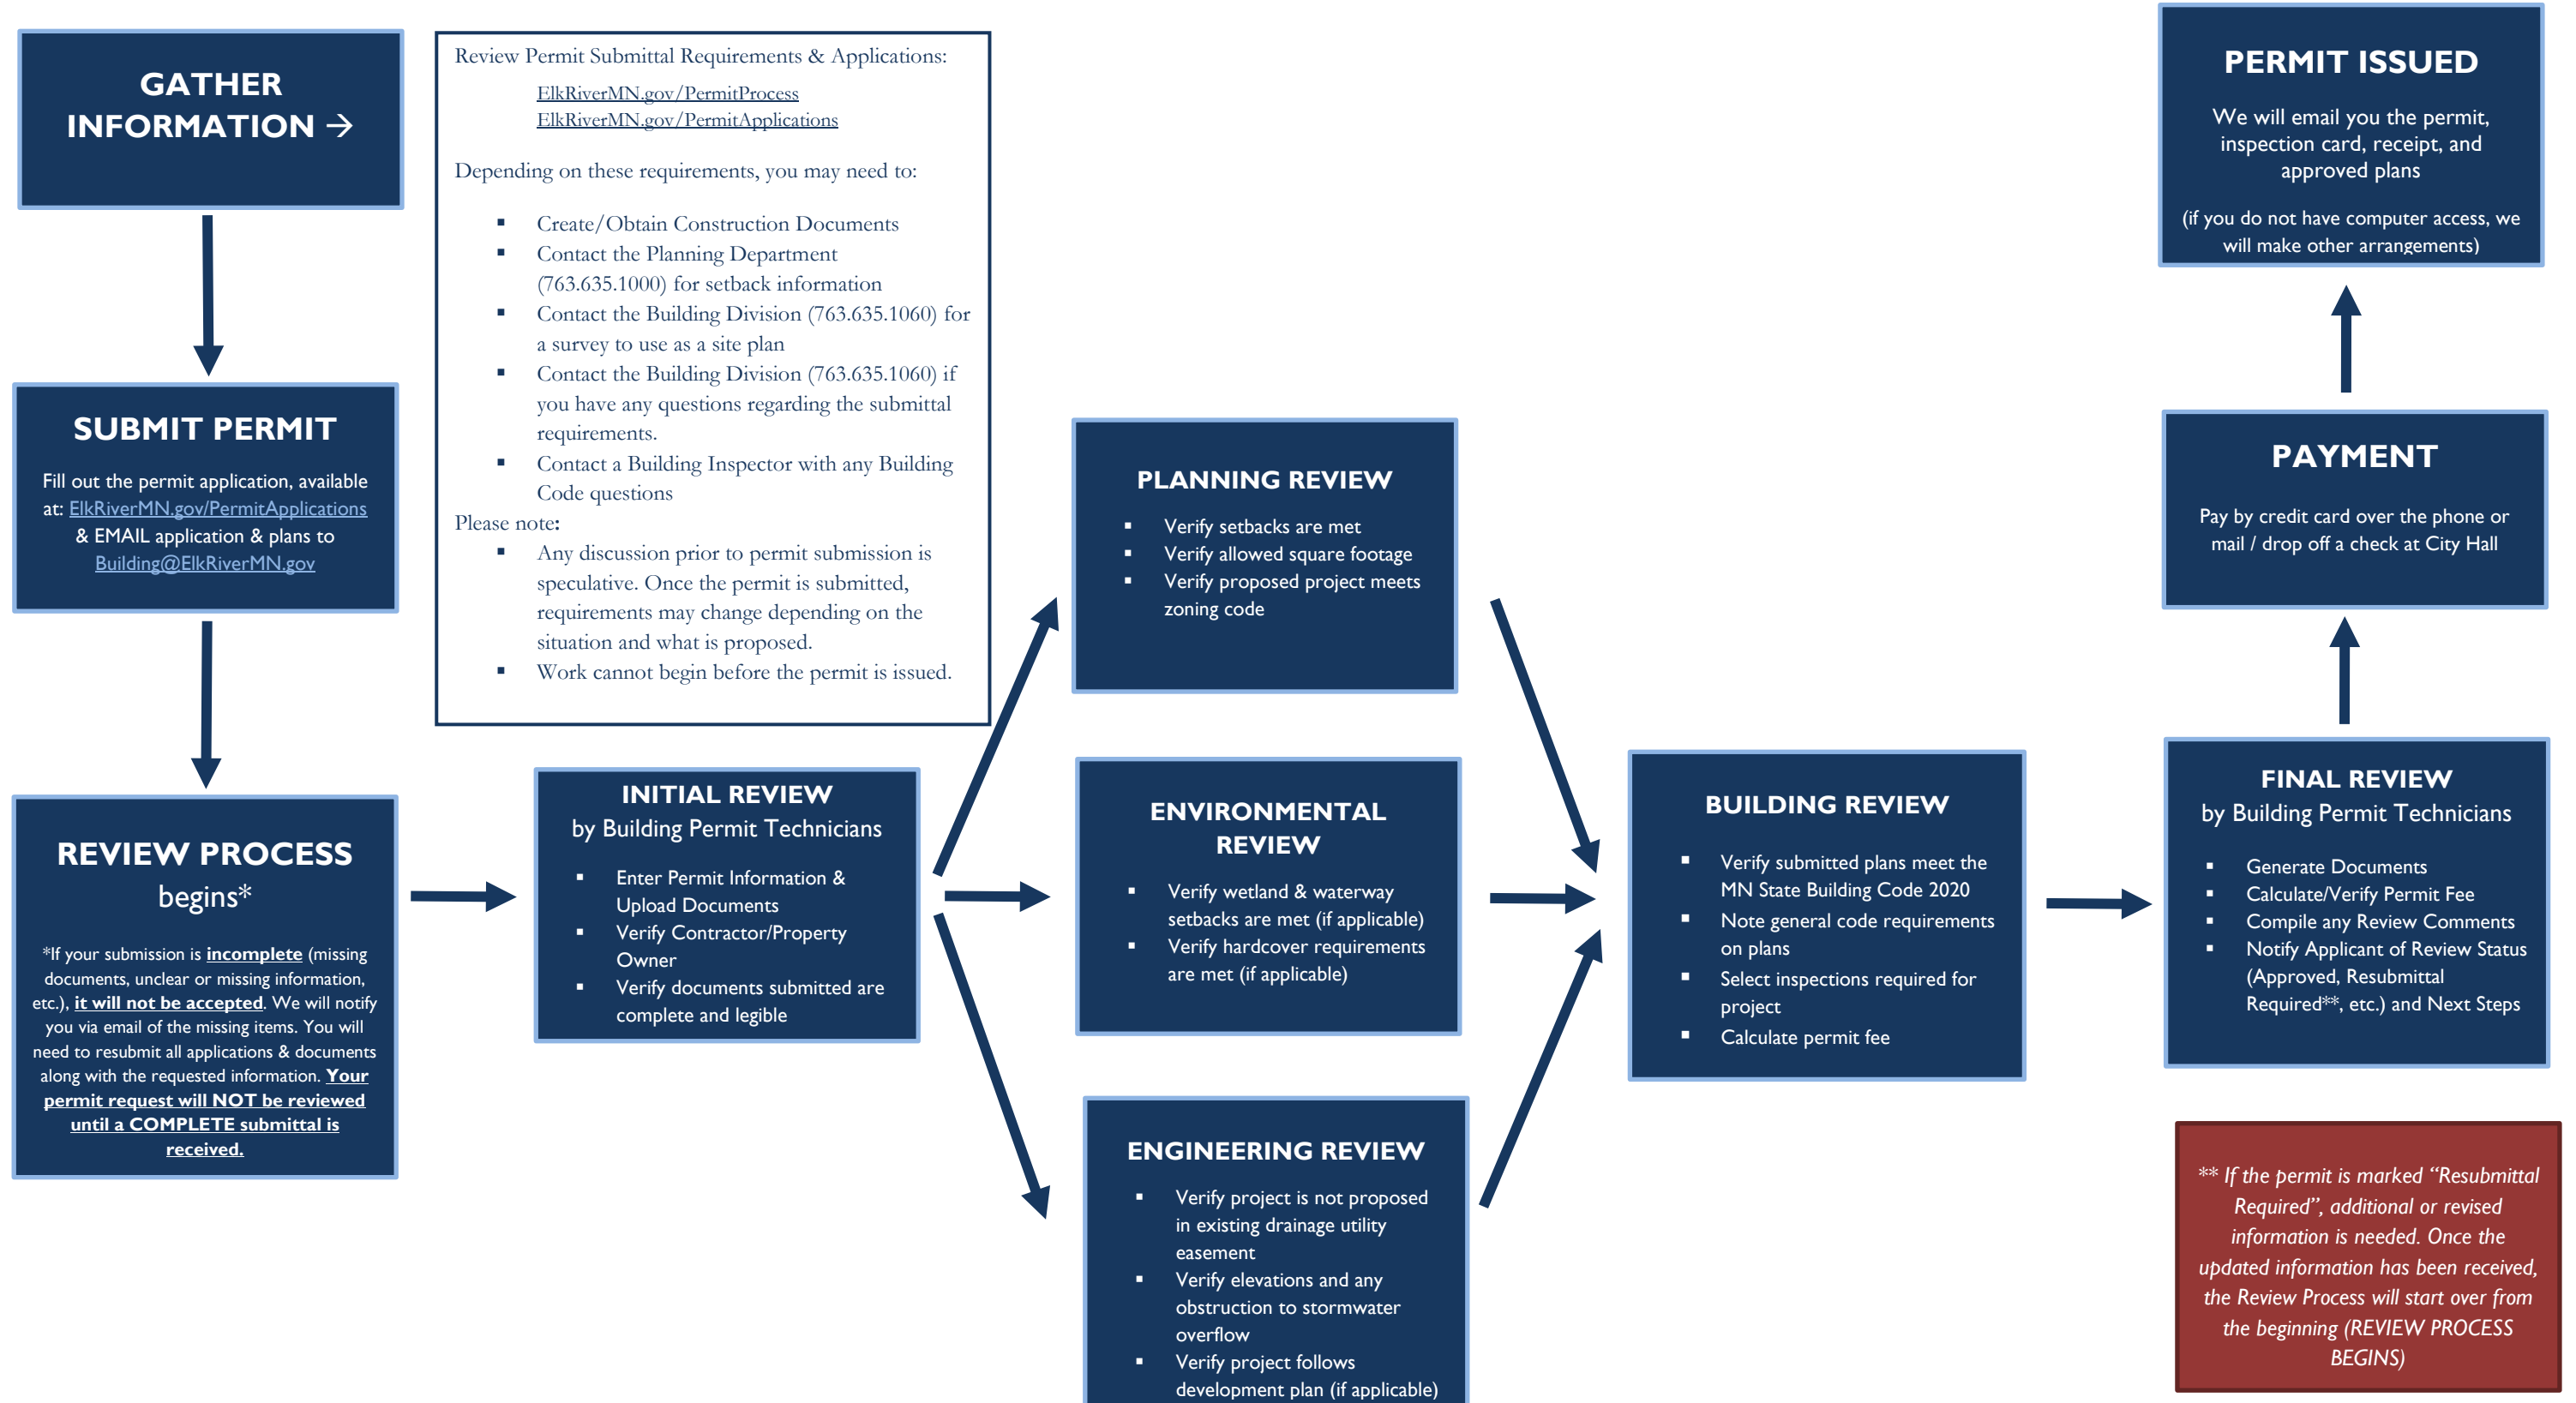 GATHER
INFORMATION →
Review Permit Submittal Requirements & Applications:
ElkRiverMN.gov/PermitProcess
ElkRiverMN.gov/PermitApplications
Depending on these requirements, you may need to:
▪ Create/Obtain Construction Documents
▪ Contact the Planning Department
(763.635.1000) for setback information
▪ Contact the Building Division (763.635.1060) for
a survey to use as a site plan
▪ Contact the Building Division (763.635.1060) if
you have any questions regarding the submittal
requirements.
▪ Contact a Building Inspector with any Building
Code questions
Please note:
▪ Any discussion prior to permit submission is
speculative. Once the permit is submitted,
requirements may change depending on the
situation and what is proposed.
▪ Work cannot begin before the permit is issued.
SUBMIT PERMIT
Fill out the permit application, available
at: ElkRiverMN.gov/PermitApplications
& EMAIL application & plans to
Building@ElkRiverMN.gov
REVIEW PROCESS
begins*
*If your submission is incomplete (missing
documents, unclear or missing information,
etc.), it will not be accepted. We will notify
you via email of the missing items. You will
need to resubmit all applications & documents
along with the requested information. Your
permit request will NOT be reviewed
until a COMPLETE submittal is
received.
INITIAL REVIEW
by Building Permit Technicians
▪ Enter Permit Information &
Upload Documents
▪ Verify Contractor/Property
Owner
▪ Verify documents submitted are
complete and legible
PLANNING REVIEW
▪ Verify setbacks are met
▪ Verify allowed square footage
▪ Verify proposed project meets
zoning code
ENVIRONMENTAL
REVIEW
▪ Verify wetland & waterway
setbacks are met (if applicable)
▪ Verify hardcover requirements
are met (if applicable)
ENGINEERING REVIEW
▪ Verify project is not proposed
in existing drainage utility
easement
▪ Verify elevations and any
obstruction to stormwater
overflow
▪ Verify project follows
development plan (if applicable)
BUILDING REVIEW
▪ Verify submitted plans meet the
MN State Building Code 2020
▪ Note general code requirements
on plans
▪ Select inspections required for
project
▪ Calculate permit fee
FINAL REVIEW
by Building Permit Technicians
▪ Generate Documents
▪ Calculate/Verify Permit Fee
▪ Compile any Review Comments
▪ Notify Applicant of Review Status
(Approved, Resubmittal
Required**, etc.) and Next Steps
PAYMENT
Pay by credit card over the phone or
mail / drop off a check at City Hall
PERMIT ISSUED
We will email you the permit,
inspection card, receipt, and
approved plans
(if you do not have computer access, we
will make other arrangements)
** If the permit is marked “Resubmittal
Required”, additional or revised
information is needed. Once the
updated information has been received,
the Review Process will start over from
the beginning (REVIEW PROCESS
BEGINS)